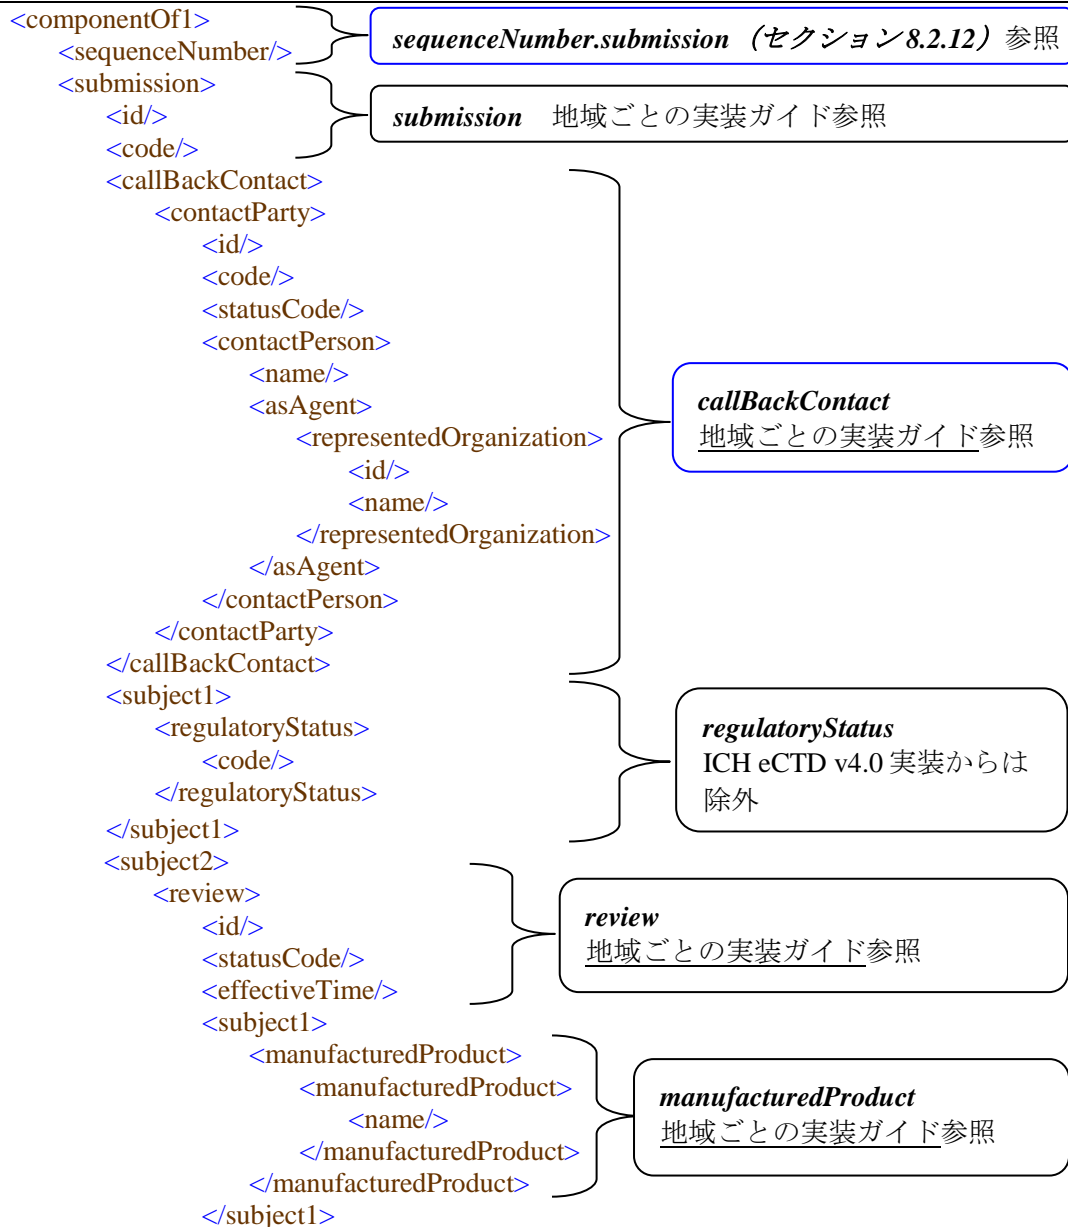 <componentOf1>
<sequenceNumber/>
sequenceNumber.submission （セクション 8.2.12）参照
<submission>
<id/>
<code/>
submission 地域ごとの実装ガイド参照
<callBackContact>
<contactParty>
<id/>
<code/>
<statusCode/>
<contactPerson>
<name/>
<asAgent>
<representedOrganization>
<id/>
<name/>
</representedOrganization>
</asAgent>
</contactPerson>
</contactParty>
</callBackContact>
callBackContact
地域ごとの実装ガイド参照
<subject1>
<regulatoryStatus>
<code/>
</regulatoryStatus>
</subject1>
regulatoryStatus
ICH eCTD v4.0 実装からは
除外
<subject2>
<review>
<id/>
<statusCode/>
<effectiveTime/>
review
地域ごとの実装ガイド参照
<subject1>
<manufacturedProduct>
<manufacturedProduct>
<name/>
</manufacturedProduct>
</manufacturedProduct>
manufacturedProduct
地域ごとの実装ガイド参照
</subject1>